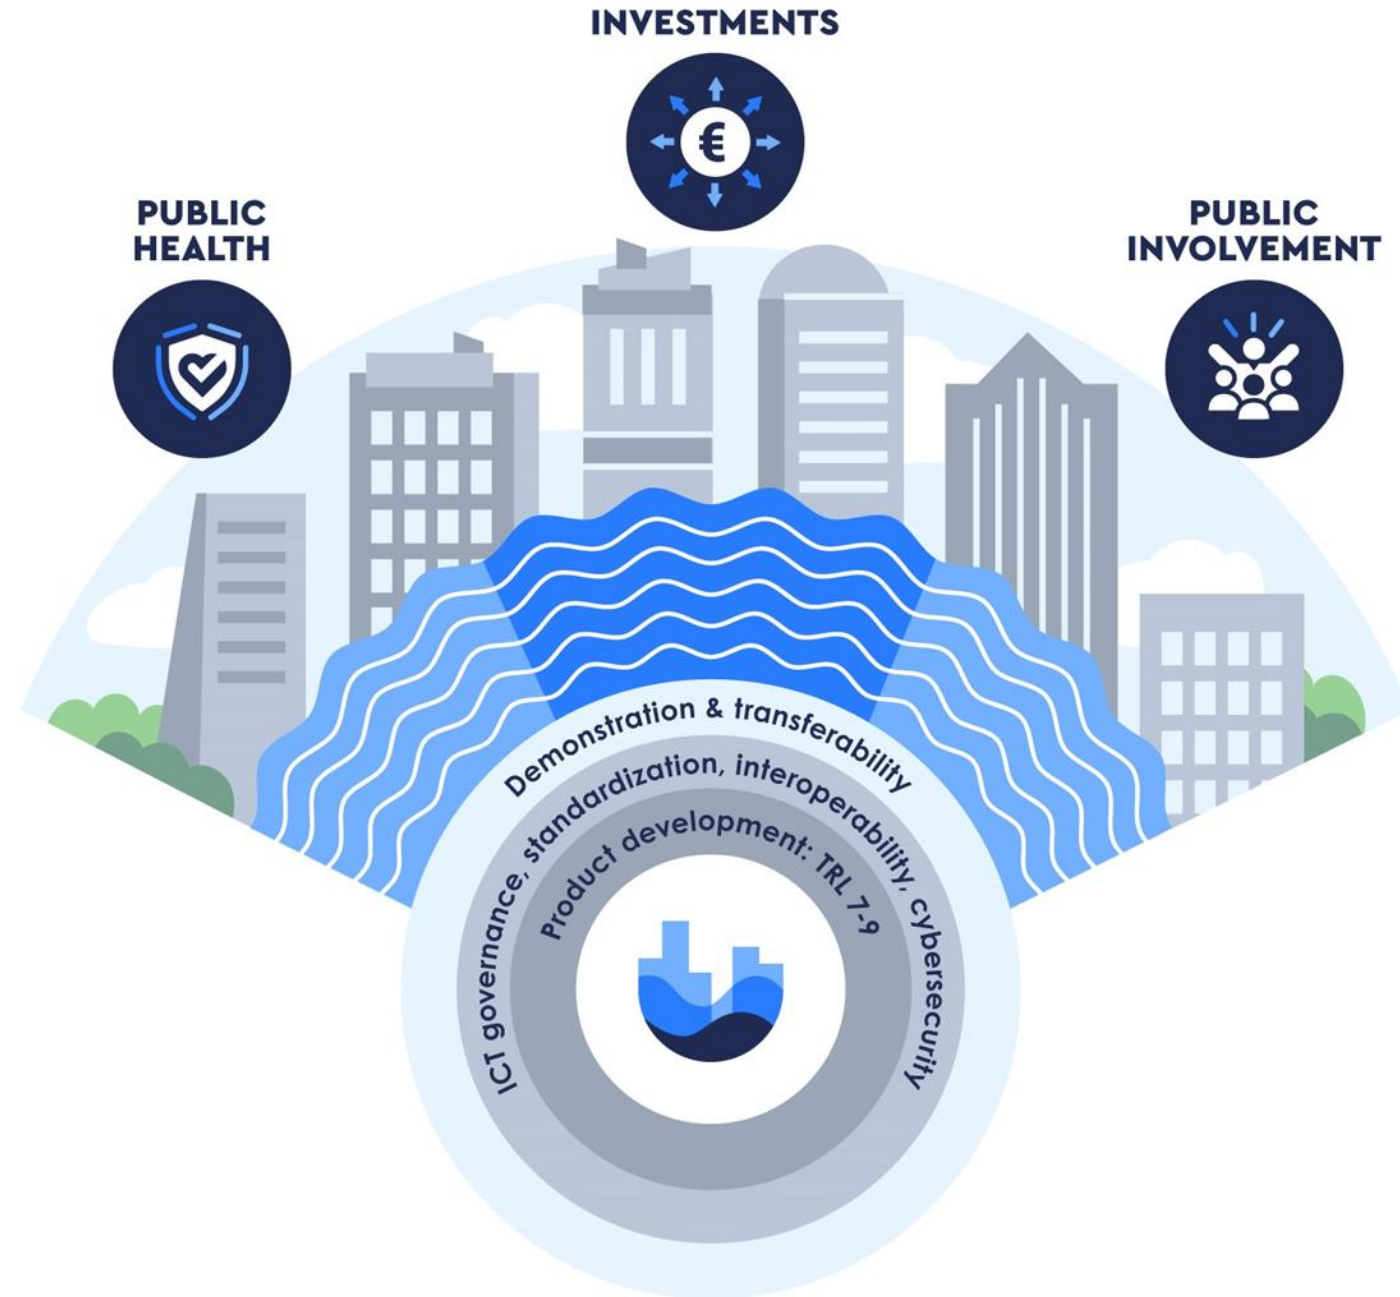 INVESTMENTS
PUBLIC
HEALTH
PUBLIC
INVOLVEMENT
€
Demonstration & transferability
ICT governance, standardization, interoperability, cybersecurity
Product development: TRL 7-9